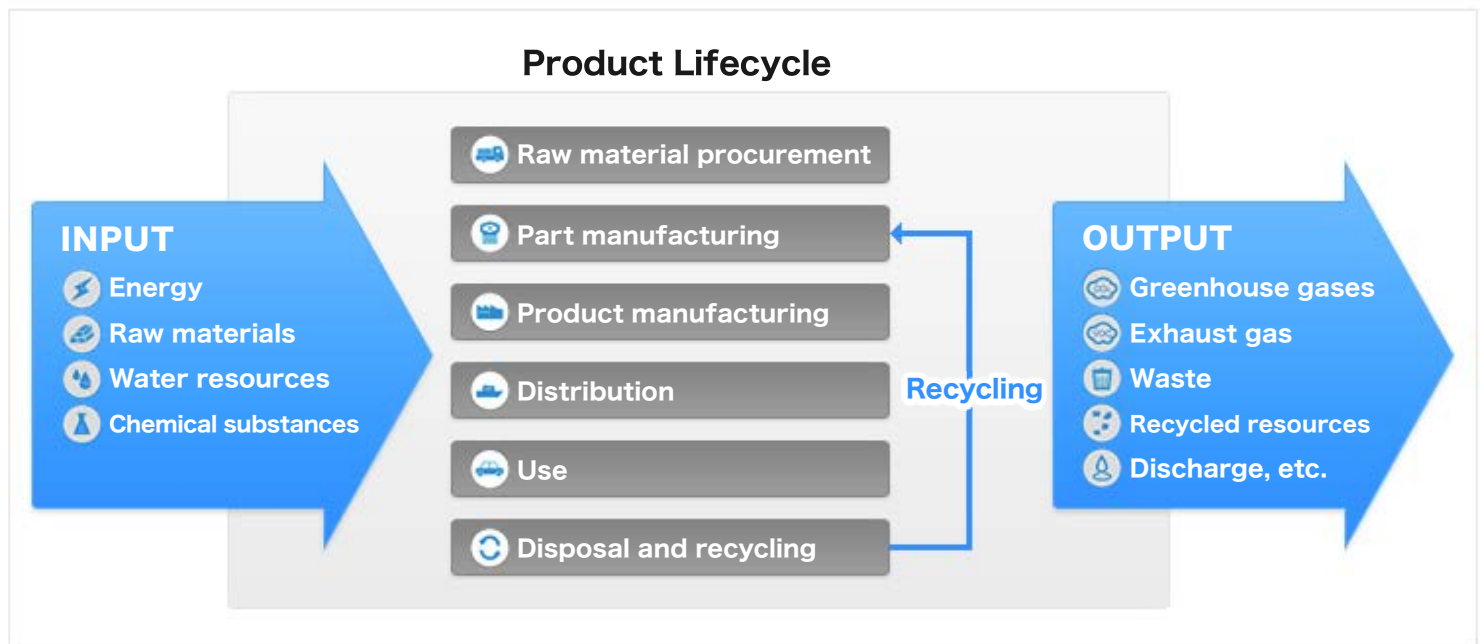 Product Lifecycle
INPUT
Energy
Raw materials
Water resources
Chemical substances
Raw material procurement
Part manufacturing
Product manufacturing
Distribution
Use
Disposal and recycling
Recycling
OUTPUT
Greenhouse gases
Exhaust gas
Waste
Recycled resources
Discharge, etc.